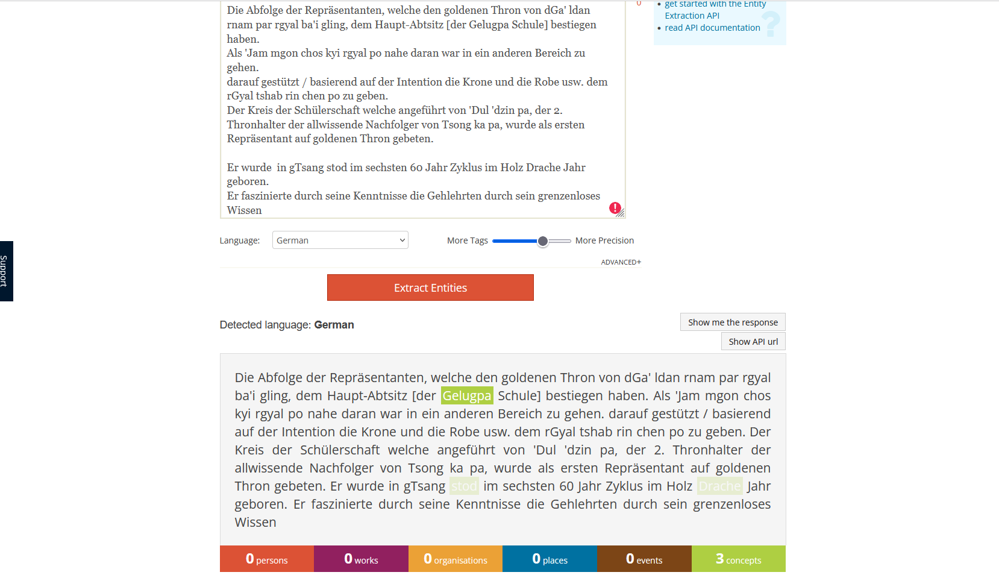 Die Abfolge der Repräsentanten, welche den goldenen Thron von dGa' ldan
rnam par rgyal ba'i gling, dem Haupt-Abtsitz [der Gelugpa Schule] bestiegen
haben.
Als 'Jam mgon chos kyi rgyal po nahe daran war in ein anderen Bereich zu
gehen.
darauf gestützt / basierend auf der Intention die Krone und die Robe usw. dem
rGyal tshab rin chen po zu geben.
Der Kreis der Schülerschaft welche angeführt von 'Dul 'dzin pa, der 2.
Thronhalter der allwissende Nachfolger von Tsong ka pa, wurde als ersten
Repräsentant auf goldenen Thron gebeten.
Er wurde  in gTsang stod im sechsten 60 Jahr Zyklus im Holz Drache Jahr
geboren.
Er faszinierte durch seine Kenntnisse die Gehlehrten durch sein grenzenloses
Wissen
0
• get started with the Entity
Extraction API
• read API documentation
?
!
Language:
German
More Tags
More Precision
ADVANCED+
Support
Extract Entities
Detected language: German
Show me the response
Show API url
Die Abfolge der Repräsentanten, welche den goldenen Thron von dGa' ldan rnam par rgyal
ba'i gling, dem Haupt-Abtsitz [der Gelugpa Schule] bestiegen haben. Als 'Jam mgon chos
kyi rgyal po nahe daran war in ein anderen Bereich zu gehen. darauf gestützt / basierend
auf der Intention die Krone und die Robe usw. dem rGyal tshab rin chen po zu geben. Der
Kreis der Schülerschaft welche angeführt von 'Dul 'dzin pa, der 2. Thronhalter der
allwissende Nachfolger von Tsong ka pa, wurde als ersten Repräsentant auf goldenen
Thron gebeten. Er wurde in gTsang stod im sechsten 60 Jahr Zyklus im Holz Drache Jahr
geboren. Er faszinierte durch seine Kenntnisse die Gehlehrten durch sein grenzenloses
Wissen
0 persons
0 works
0 organisations
0 places
0 events
3 concepts